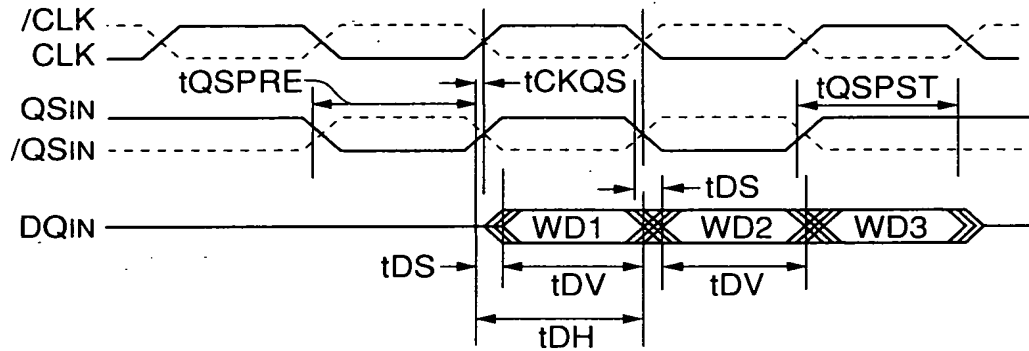 /CLK
CLK
tQSPRE
tCKQS
tQSPST
QSIN
/QSIN
tDS
DQIN
WD1
WD2
WD3
tDS
tDV
tDV
tDH